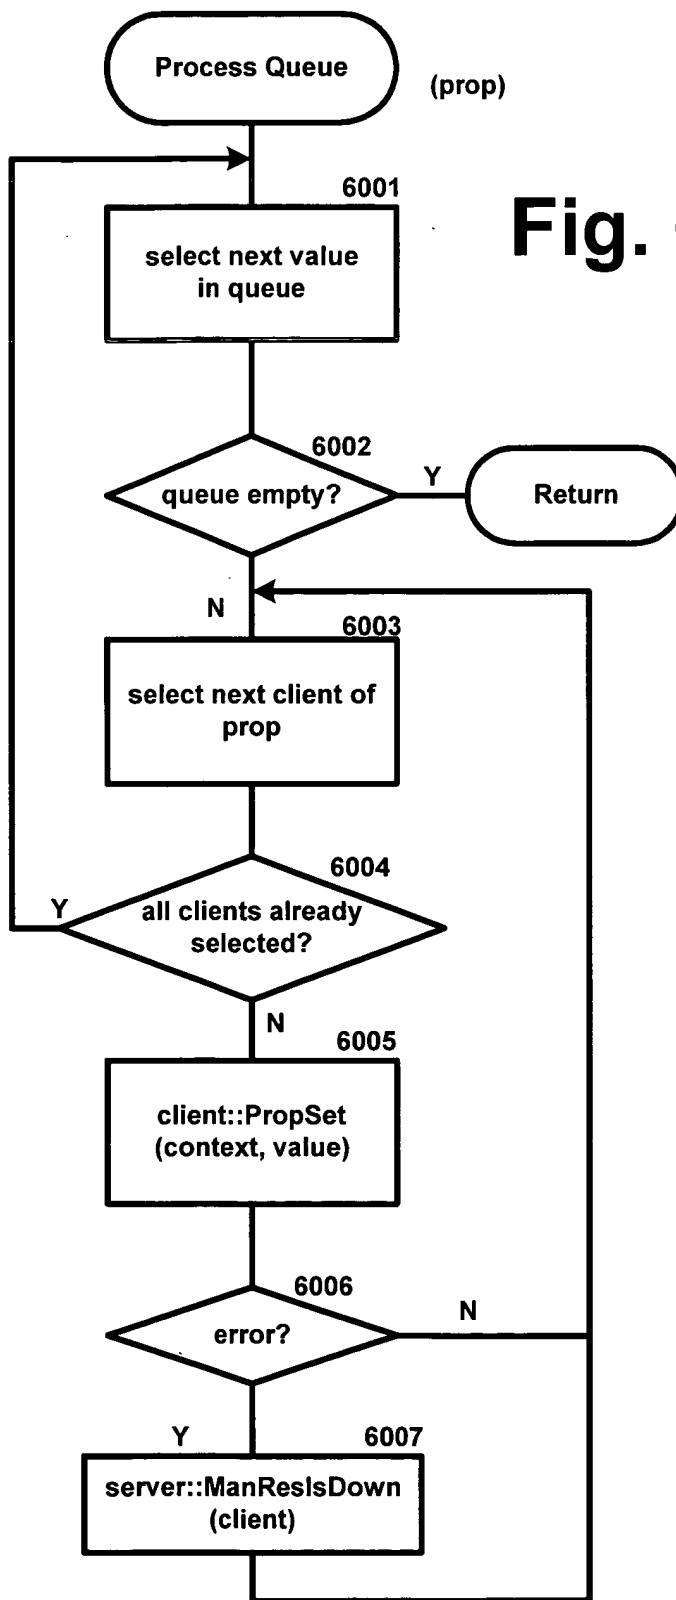 Process Queue
(prop)
6001
Fig.
select next value
in queue
6002
queue empty?
Y
Return
N
6003
select next client of
prop
6004
Y
all clients already
selected?
N
6005
client::PropSet
(context, value)
6006
error?
N
Y
6007
server::ManResIsDown
(client)